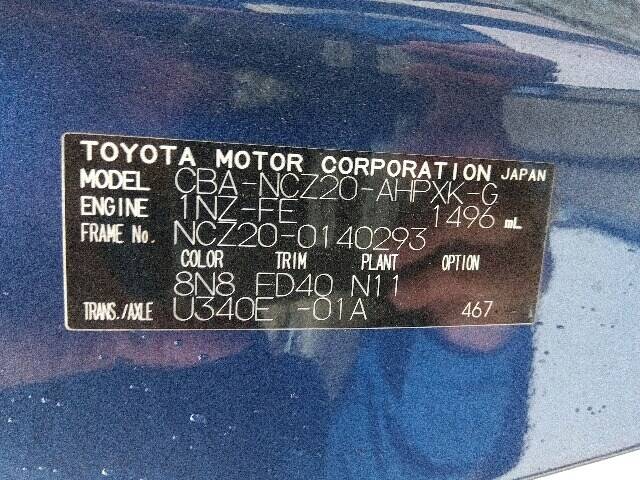 TOYOTA MOTOR CORPORATION JAPAN
MODEL CBA-NCZ20-AHPXK-G
ENGINE 1NZ-FE 1496 mL
FRAME No. NCZ20-0140293
COLOR TRIM PLANT OPTION
8N8 FD40 N11
TRANS./AXLE U340E -01A 467